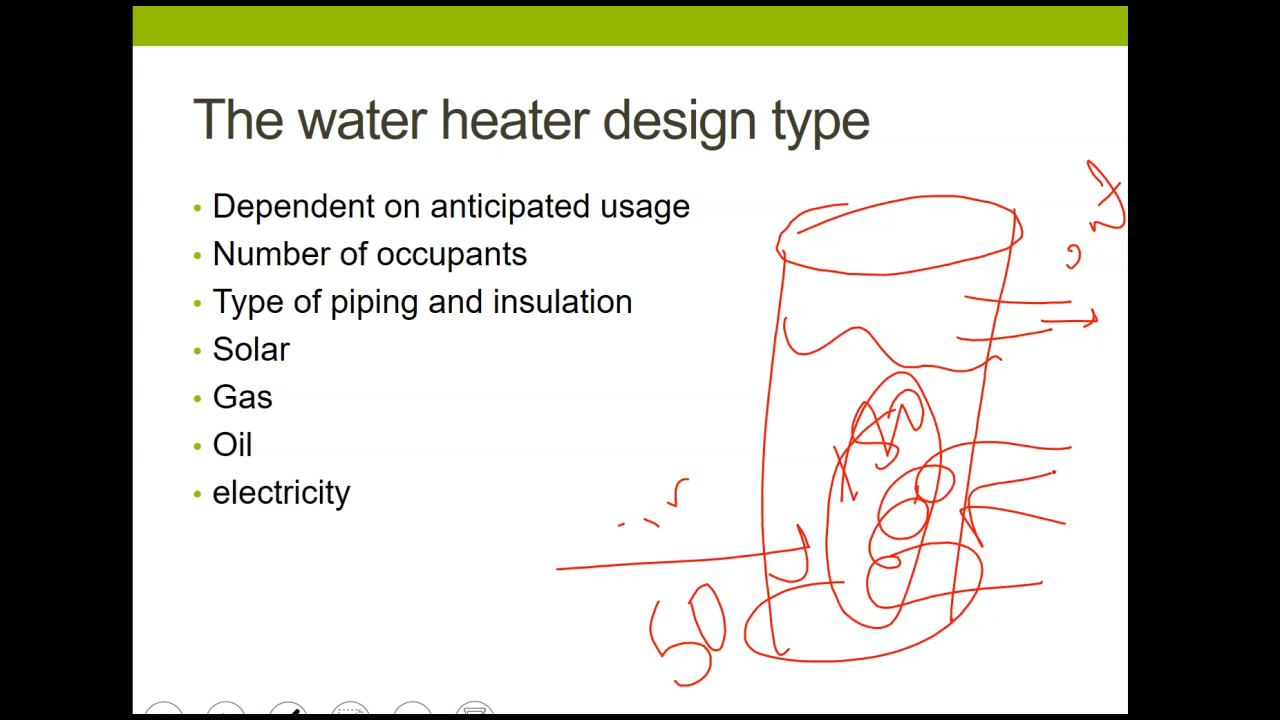 The water heater design type
• Dependent on anticipated usage
• Number of occupants
• Type of piping and insulation
• Solar
• Gas
• Oil
• electricity
50